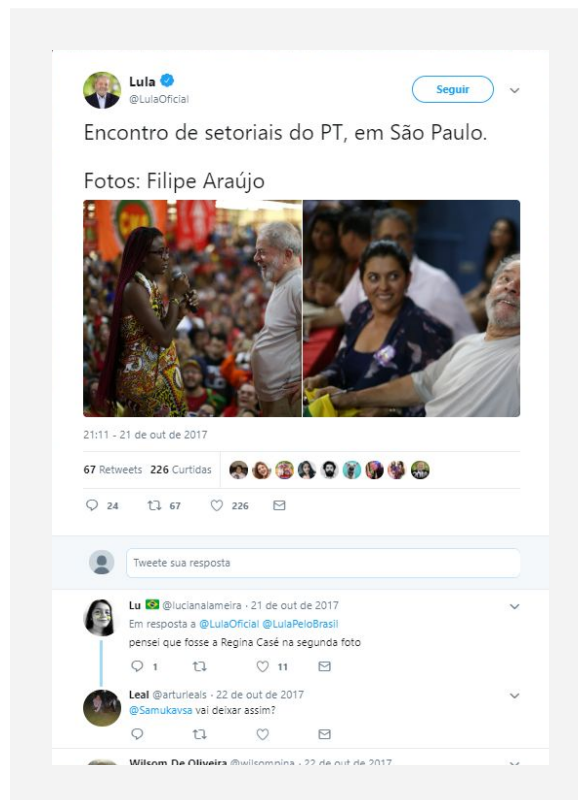 Lula
@LulaOficial
Seguir
Encontro de setoriais do PT, em São Paulo.
Fotos: Filipe Araújo
21:11 - 21 de out de 2017
67 Retweets 226 Curtidas
24 67 226
Tweete sua resposta
Lu @lucianalameira · 21 de out de 2017
Em resposta a @LulaOficial @LulaPeloBrasil
pensei que fosse a Regina Casé na segunda foto
1 11
Leal @arturleals · 22 de out de 2017
@Samukavsa vai deixar assim?
Wilsom De Oliveira @wilsompina · 22 de out de 2017